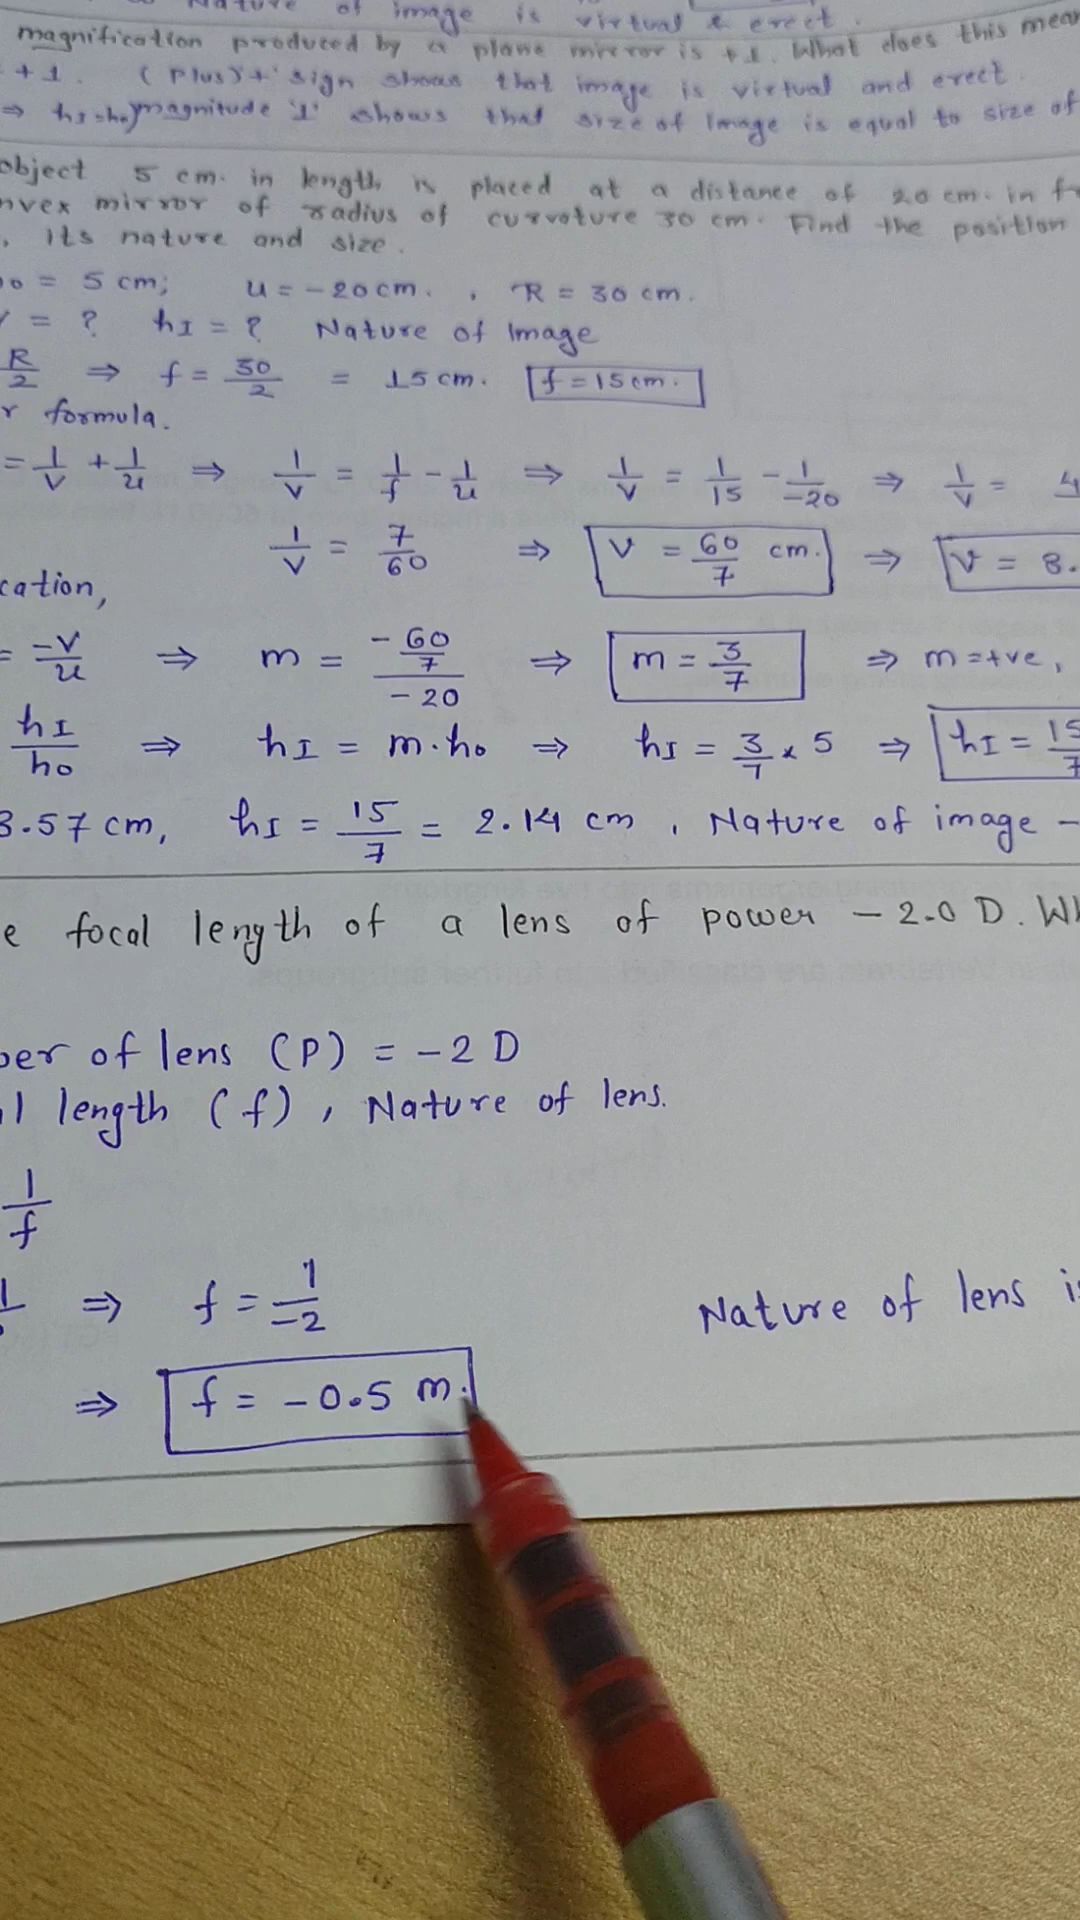 Nature of image is virtual & erect.
magnification produced by a plane mirror is +1. What does this mean
+1. (Plus)'+' sign shows that image is virtual and erect.
⇒ hI=ho magnitude '1' shows that size of image is equal to size of
object 5 cm. in length is placed at a distance of 20 cm. in fr
nvex mirror of radius of curvature 30 cm. Find the position
, its nature and size.
ho = 5 cm; u = -20cm. , R = 30 cm.
V = ? hI = ? Nature of Image
R/2 ⇒ f = 30/2 = 15 cm. f = 15 cm.
r formula.
= 1/v + 1/u ⇒ 1/v = 1/f - 1/u ⇒ 1/v = 1/15 - 1/-20 ⇒ 1/v = 4
1/v = 7/60 ⇒ V = 60/7 cm. ⇒ V = 8.
cation,
= -v/u ⇒ m = -60/7/-20 ⇒ m = 3/7 ⇒ m = +ve,
hI/ho ⇒ hI = m.ho ⇒ hI = 3/7 × 5 ⇒ hI = 15/7
8.57 cm, hI = 15/7 = 2.14 cm , Nature of image -
e focal length of a lens of power - 2.0 D. Wh
er of lens (P) = -2 D
l length (f) , Nature of lens.
1/f
⇒ f = 1/-2 Nature of lens is
⇒ f = -0.5 m.